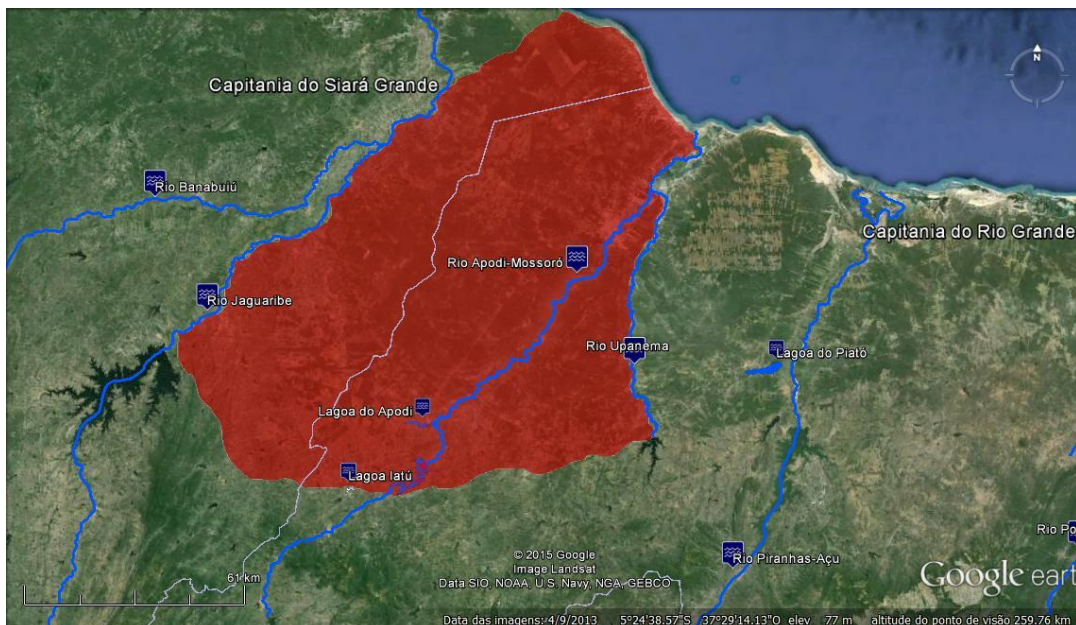 Capitania do Siará Grande
N
Rio Banabuiú
Capitania do Rio Grande
Rio Apodi-Mossoró
Rio Jaguaribe
Rio Upanema
Lagoa do Piató
Lagoa do Apodi
Lagoa Iatú
© 2015 Google
Image Landsat
Data SIO, NOAA, U.S. Navy, NGA, GEBCO
Rio Piranhas-Açu
Rio Po
61 km
Google eart
Data das imagens: 4/9/2013 5°24'38.57"S 37°29'14.13"O elev 77 m altitude do ponto de visão 259.76 km